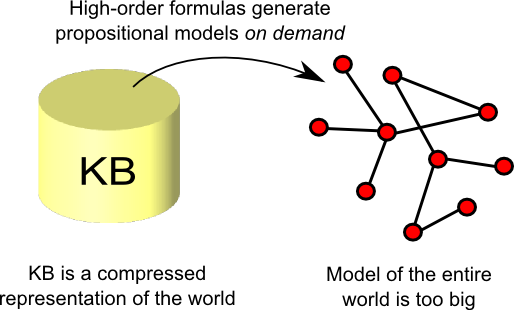 High-order formulas generate
propositional models on demand
KB
KB is a compressed
representation of the world
Model of the entire
world is too big